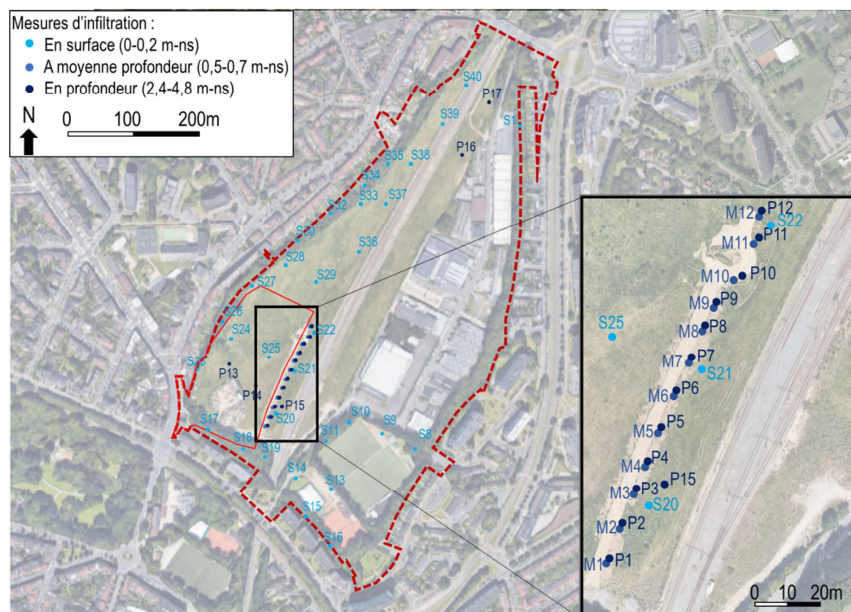 Mesures d'infiltration :
En surface (0-0,2 m-ns)
A moyenne profondeur (0,5-0,7 m-ns)
En profondeur (2,4-4,8 m-ns)
N
0 100 200m
S40
P17
S39
S1
P16
S35 S38
S34
S33 S37
S32
S30
S36
S28
S29
S27
S26
S24
S22
S25
P13
S21
P14
P15
S20
S17
S10
S9
S11
S8
S18
S19
S14
S13
S15
S16
M12 P12
S22
M11 P11
M10 P10
M9 P9
S25
M8 P8
M7 P7
S21
M6 P6
M5 P5
M4 P4
M3 P3 P15
S20
M2 P2
M1 P1
0 10 20m